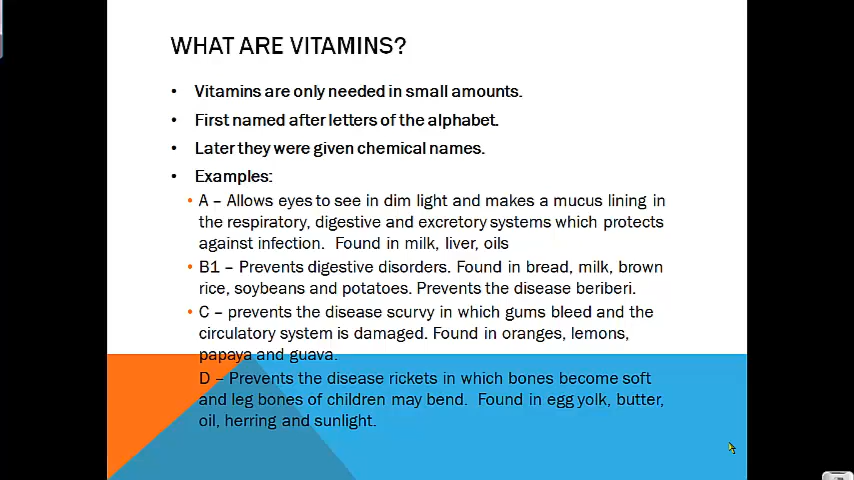 WHAT ARE VITAMINS?
• Vitamins are only needed in small amounts.
• First named after letters of the alphabet.
• Later they were given chemical names.
• Examples:
• A – Allows eyes to see in dim light and makes a mucus lining in
the respiratory, digestive and excretory systems which protects
against infection. Found in milk, liver, oils
• B1 – Prevents digestive disorders. Found in bread, milk, brown
rice, soybeans and potatoes. Prevents the disease beriberi.
• C – prevents the disease scurvy in which gums bleed and the
circulatory system is damaged. Found in oranges, lemons,
papaya and guava.
D – Prevents the disease rickets in which bones become soft
and leg bones of children may bend. Found in egg yolk, butter,
oil, herring and sunlight.